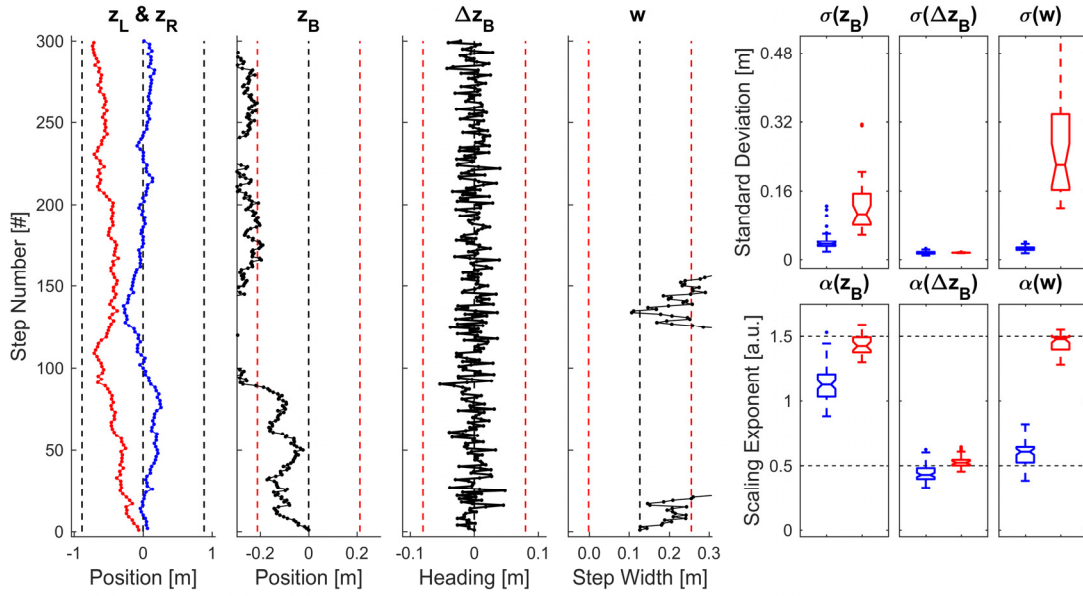 z_L & z_R
z_B
Δz_B
w
σ(z_B)
σ(Δz_B)
σ(w)
Step Number [#]
300
250
200
150
100
50
0
-1 0 1
Position [m]
-0.2 0
Position [m]
-0.1 0 0.1
Heading [m]
0.0 0.1 0.2 0.3
Step Width [m]
Standard Deviation [m]
0.48
0.32
0.16
0
α(z_B)
α(Δz_B)
α(w)
Scaling Exponent [a.u.]
1.5
1
0.5
0